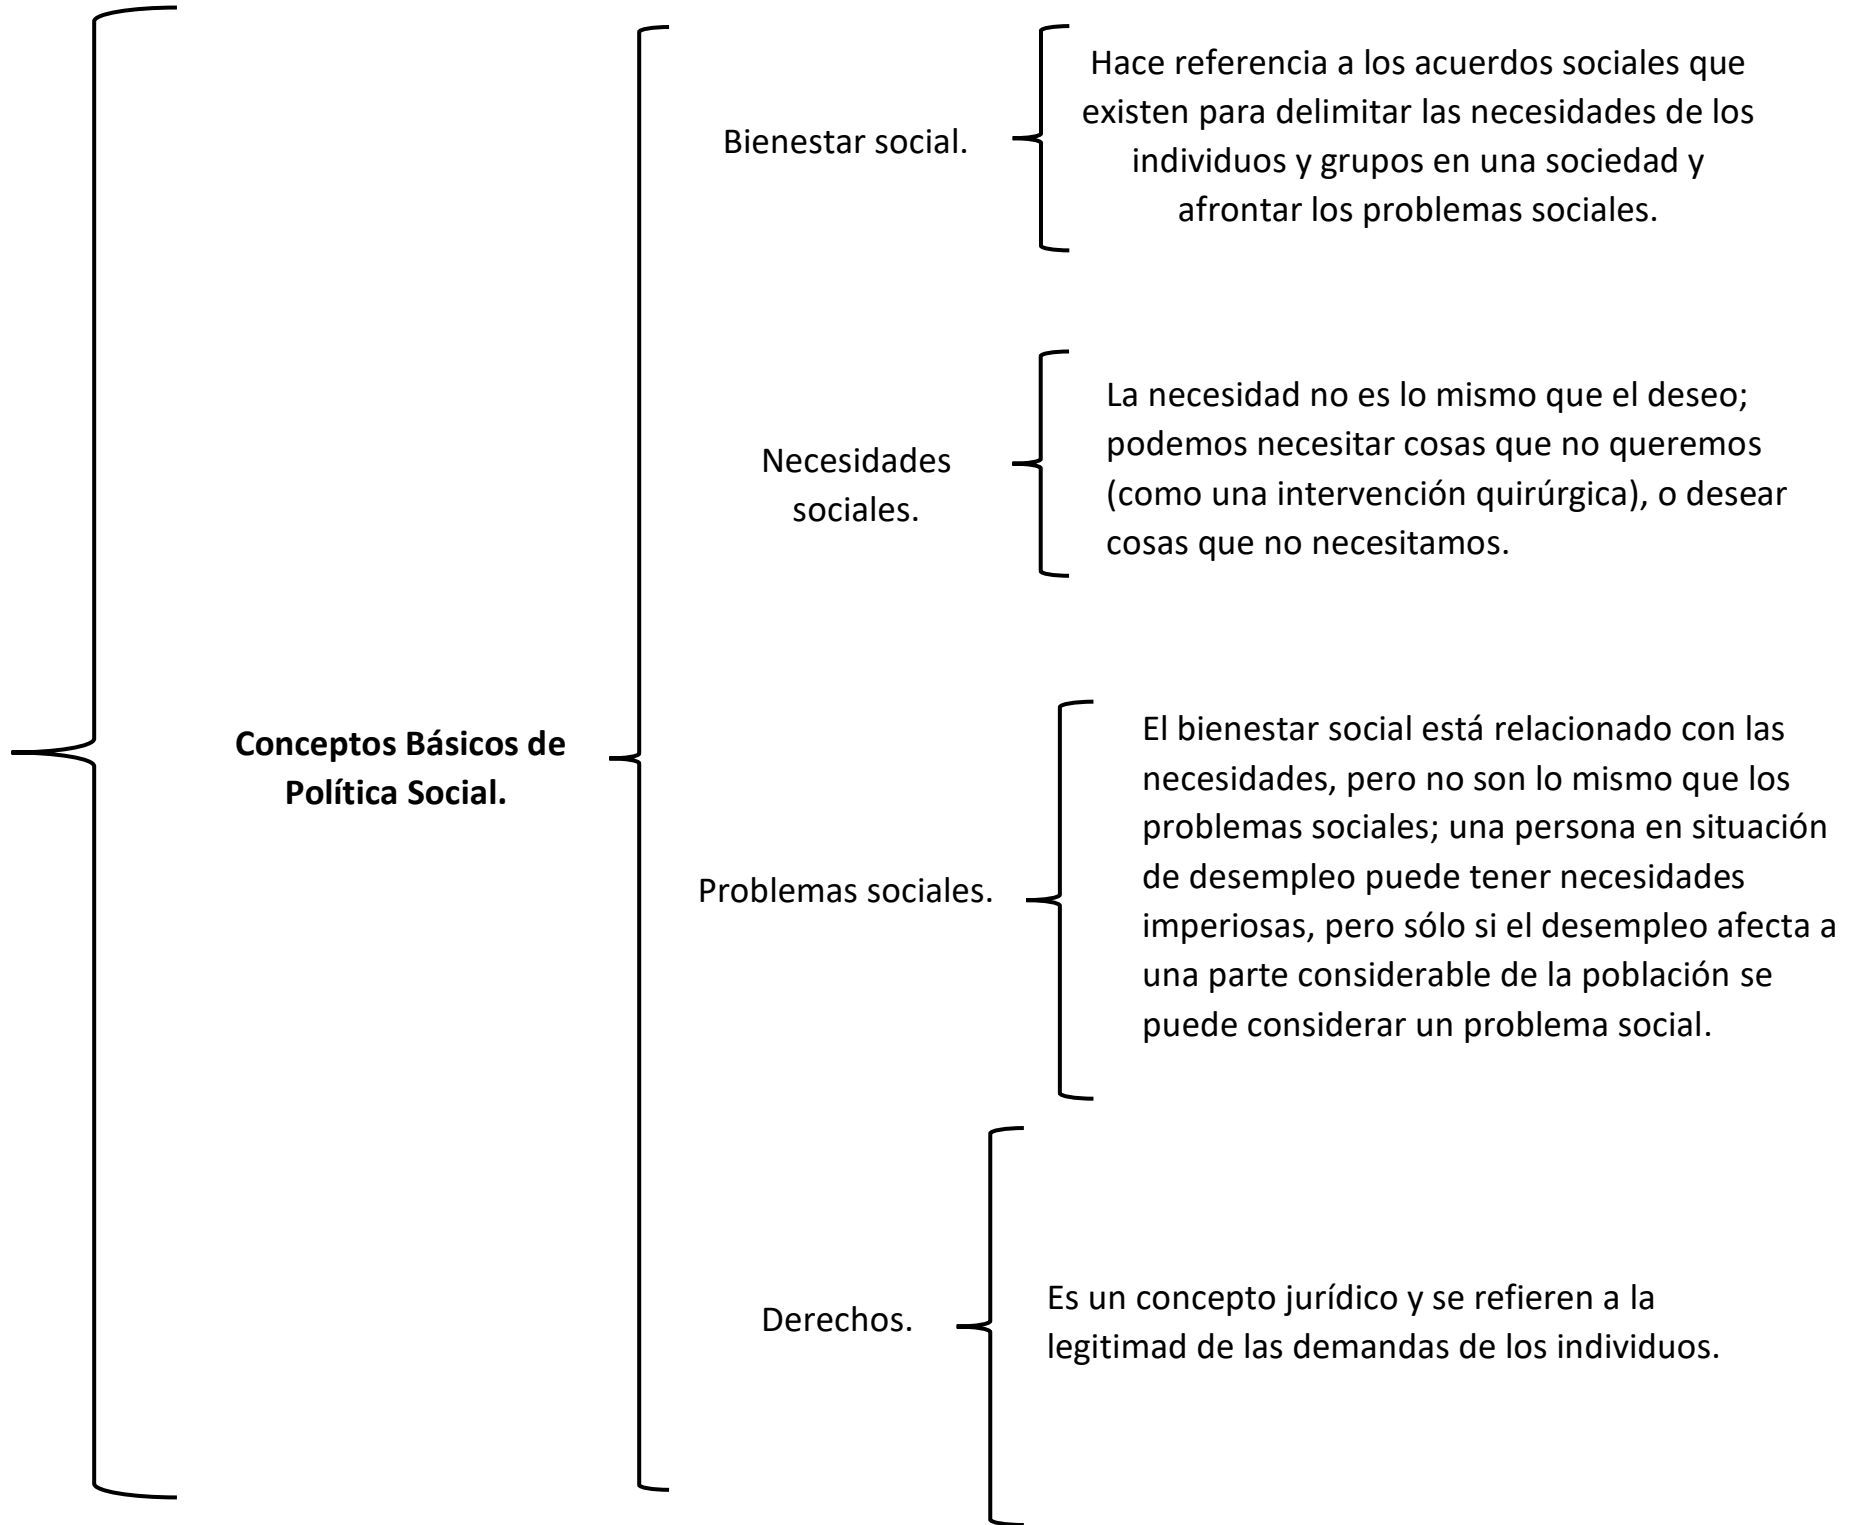 Conceptos Básicos de
Política Social.
Bienestar social.
Hace referencia a los acuerdos sociales que
existen para delimitar las necesidades de los
individuos y grupos en una sociedad y
afrontar los problemas sociales.
Necesidades
sociales.
La necesidad no es lo mismo que el deseo;
podemos necesitar cosas que no queremos
(como una intervención quirúrgica), o desear
cosas que no necesitamos.
Problemas sociales.
El bienestar social está relacionado con las
necesidades, pero no son lo mismo que los
problemas sociales; una persona en situación
de desempleo puede tener necesidades
imperiosas, pero sólo si el desempleo afecta a
una parte considerable de la población se
puede considerar un problema social.
Derechos.
Es un concepto jurídico y se refieren a la
legitimad de las demandas de los individuos.